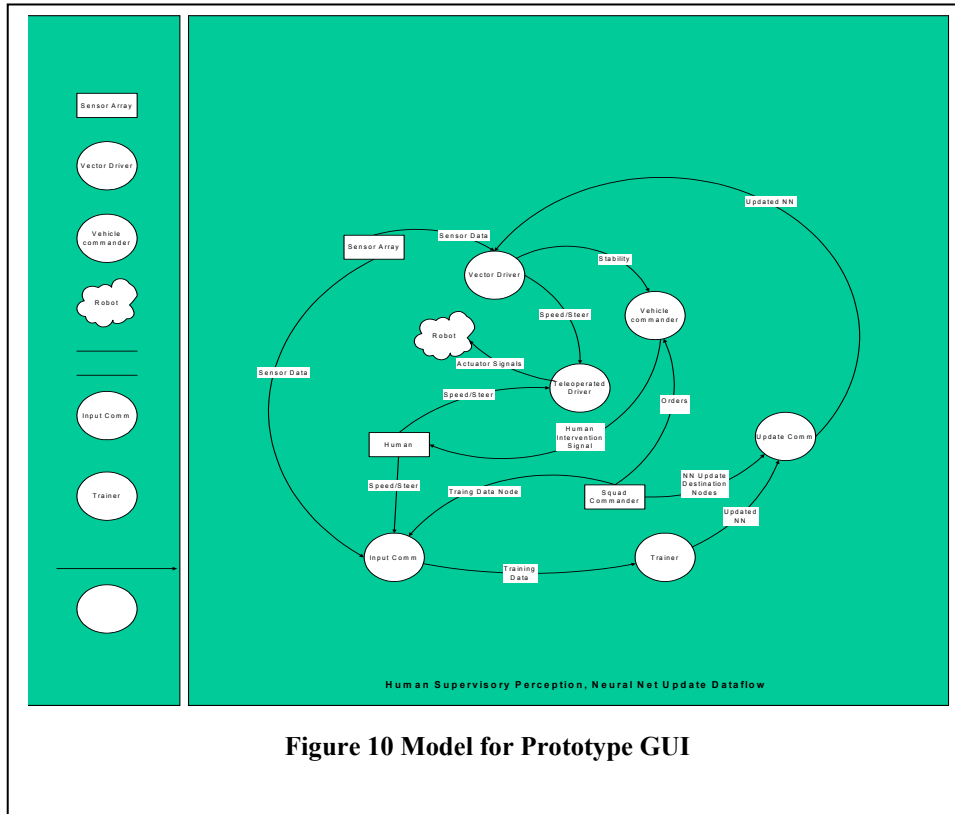 Sensor Array
Vector Driver
Vehicle
commander
Robot
Input Comm
Trainer
Updated NN
Sensor Data
Sensor Array
Stability
Vector Driver
Vehicle
commander
Speed/Steer
Robot
Actuator Signals
Sensor Data
Teleoperated
Driver
Speed/Steer
Orders
Human
Human
Intervention
Signal
Update Comm
NN Update
Destination
Nodes
Speed/Steer
Traing Data Node
Squad
Commander
Updated
NN
Input Comm
Trainer
Training
Data
Human Supervisory Perception, Neural Net Update Dataflow
Figure 10 Model for Prototype GUI